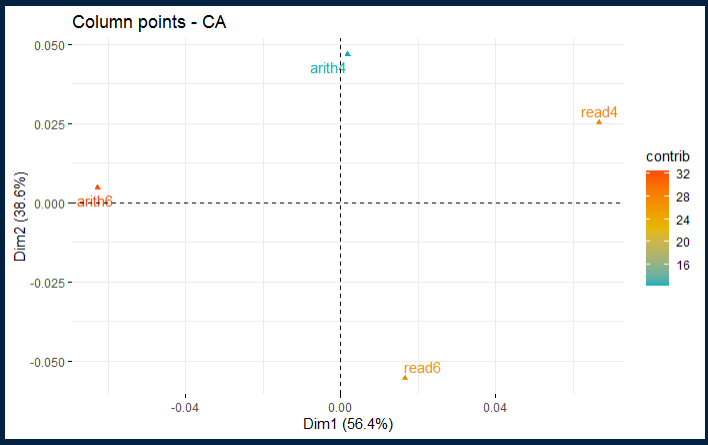 Column points - CA
0.050
arith4
read4
0.025
contrib
32
28
24
20
16
arith6
0.000
Dim2 (38.6%)
-0.025
-0.050
read6
-0.04
0.00
0.04
Dim1 (56.4%)